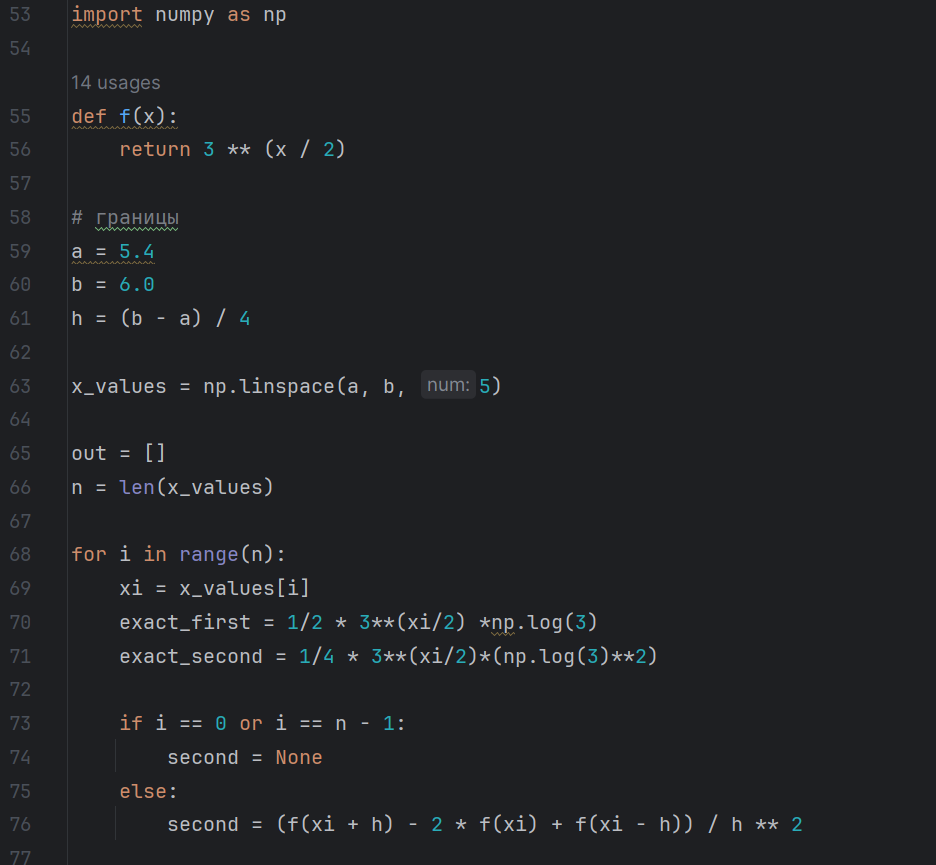 53 import numpy as np
54
14 usages
55 def f(x):
56     return 3 ** (x / 2)
57
58 # границы
59 a = 5.4
60 b = 6.0
61 h = (b - a) / 4
62
63 x_values = np.linspace(a, b, num: 5)
64
65 out = []
66 n = len(x_values)
67
68 for i in range(n):
69     xi = x_values[i]
70     exact_first = 1/2 * 3**(xi/2) *np.log(3)
71     exact_second = 1/4 * 3**(xi/2)*(np.log(3)**2)
72
73     if i == 0 or i == n - 1:
74         second = None
75     else:
76         second = (f(xi + h) - 2 * f(xi) + f(xi - h)) / h ** 2
77